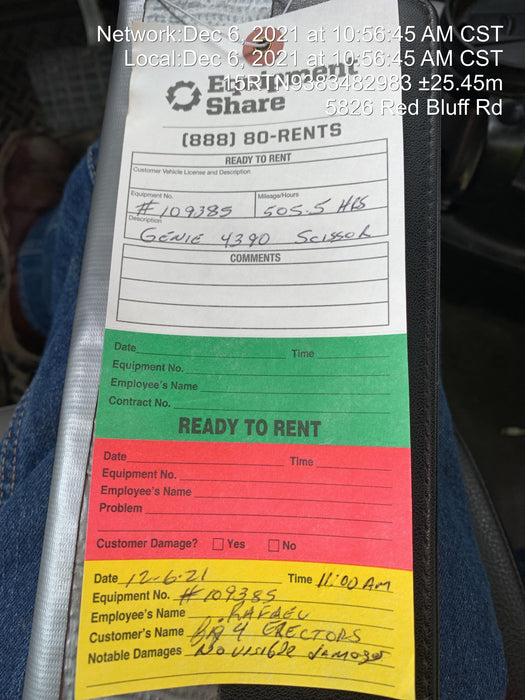 Network:Dec 6, 2021 at 10:56:45 AM CST
Local:Dec 6, 2021 at 10:56:45 AM CST
15RTN9383482983 ±25.45m
5826 Red Bluff Rd
Equipment
Share
(888) 80-RENTS
READY TO RENT
Customer Vehicle License and Description
Equipment No. Mileage/Hours
#109385 505.5 HRS
Description
GENIE 4390 SCISSOR
COMMENTS
Date Time
Equipment No.
Employee's Name
Contract No.
READY TO RENT
Date Time
Equipment No.
Employee's Name
Problem
Customer Damage? Yes No
Date 12-6-21 Time 11:00 AM
Equipment No. #109385
Employee's Name RAFAEL
Customer's Name 4 ERECTORS
Notable Damages No visible damage